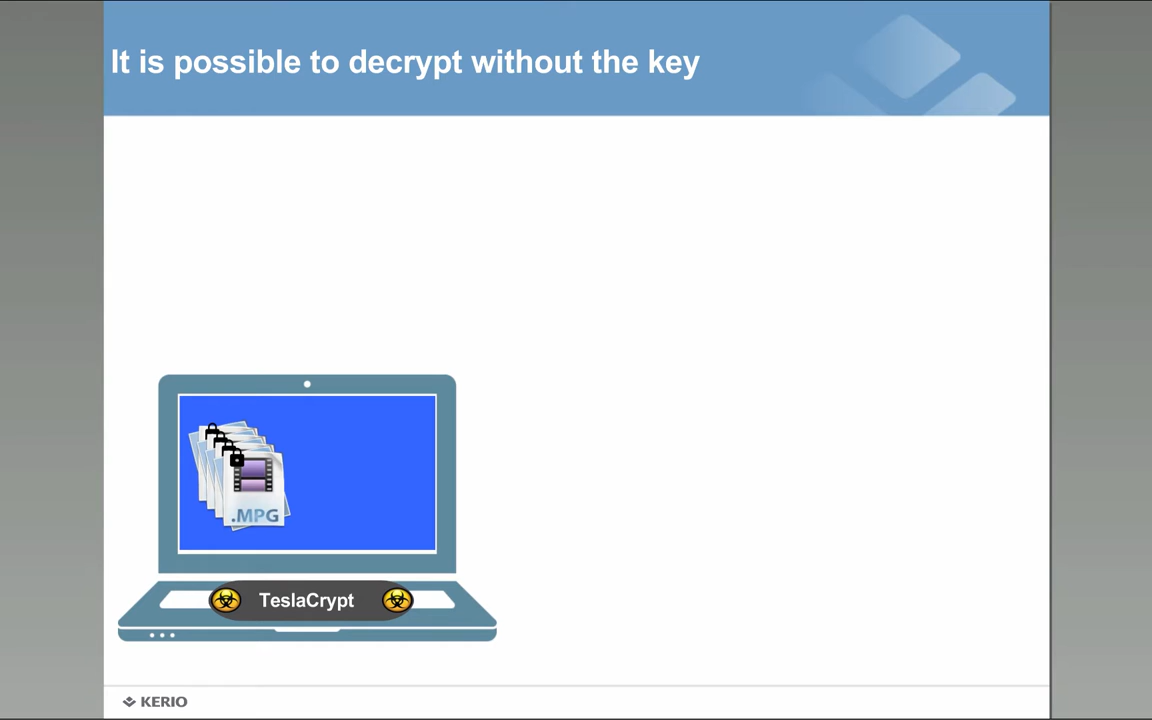 It is possible to decrypt without the key
.MPG
TeslaCrypt
KERIO